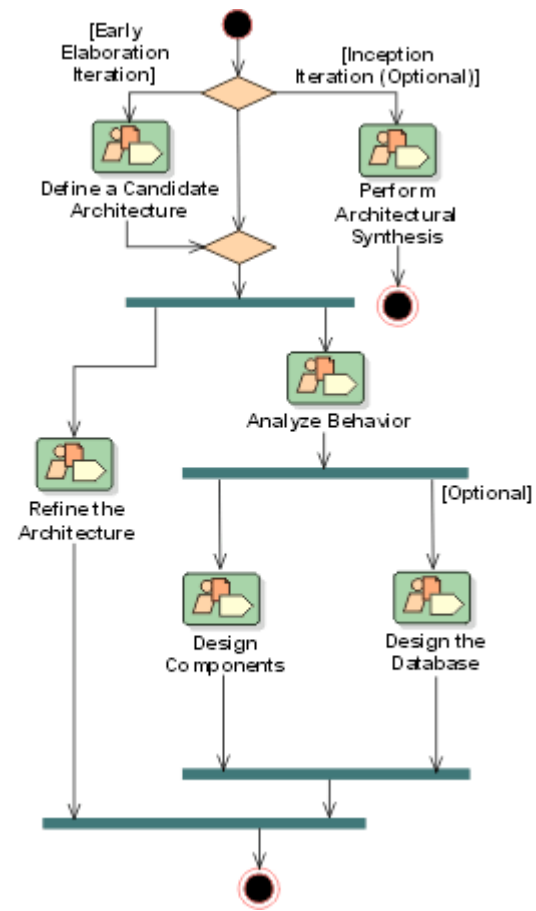 [Early
Elaboration
Iteration]
[Inception
Iteration (Optional)]
Define a Candidate
Architecture
Perform
Architectural
Synthesis
Analyze Behavior
[Optional]
Refine the
Architecture
Design
Components
Design the
Database